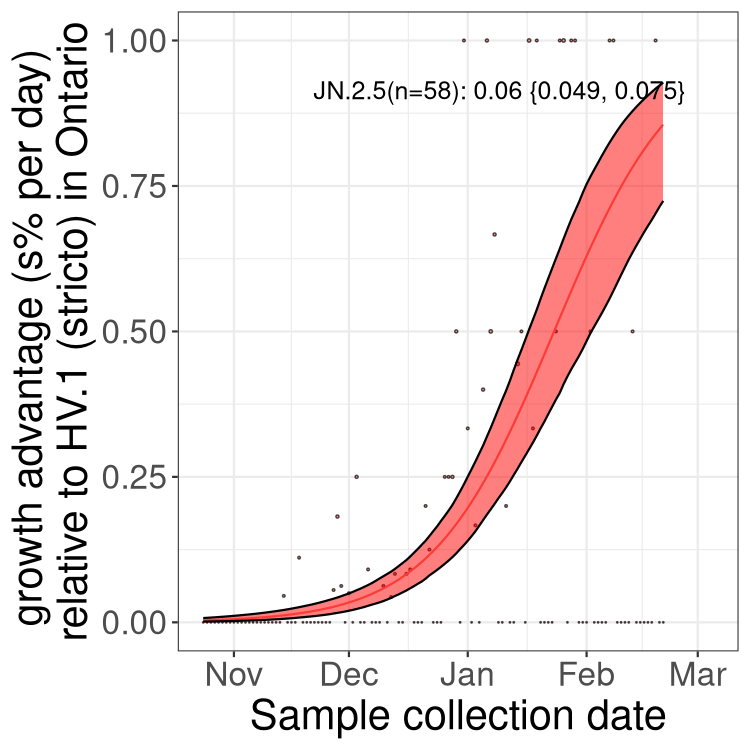 growth advantage (s% per day)
relative to HV.1 (stricto) in Ontario
1.00
0.75
0.50
0.25
0.00
JN.2.5(n=58): 0.06 {0.049, 0.075}
Nov Dec Jan Feb Mar
Sample collection date